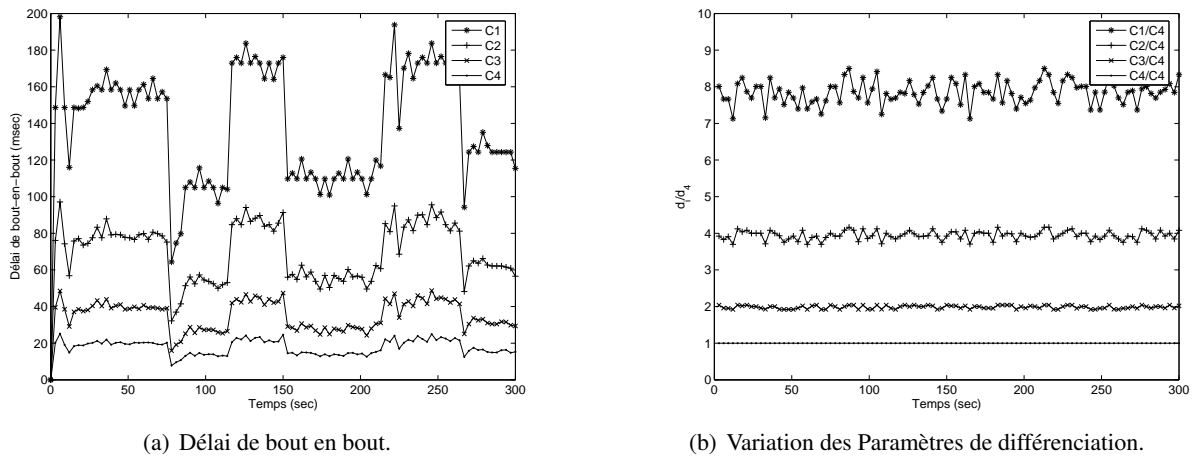 200
180
160
140
120
100
80
60
40
20
0
0 50 100 150 200 250 300
Délai de bout−en−bout (msec)
Temps (sec)
C1
C2
C3
C4
(a) Délai de bout en bout.
10
9
8
7
6
5
4
3
2
1
0
0 50 100 150 200 250 300
di/d4
Temps (sec)
C1/C4
C2/C4
C3/C4
C4/C4
(b) Variation des Paramètres de différenciation.